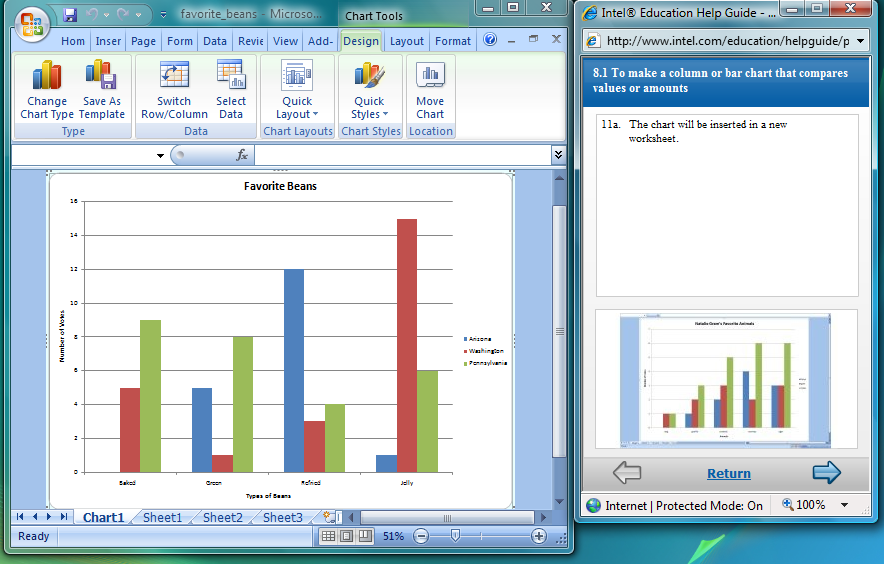 favorite_beans - Microso...
Chart Tools
Hom Inser Page Form Data Revie View Add- Design Layout Format
Change Chart Type
Save As Template
Switch Row/Column
Select Data
Quick Layout
Quick Styles
Move Chart
Type
Data
Chart Layouts
Chart Styles
Location
fx
Favorite Beans
16
14
12
10
8
6
4
2
0
Number of Votes
Baked Green Refried Jelly
Types of Beans
Arizona
Washington
Pennsylvania
Chart1 Sheet1 Sheet2 Sheet3
Ready
51%
Intel® Education Help Guide - ...
http://www.intel.com/education/helpguide/p
8.1 To make a column or bar chart that compares
values or amounts
11a. The chart will be inserted in a new
worksheet.
Natalie Grace's Favorite Animals
Return
Internet | Protected Mode: On
100%